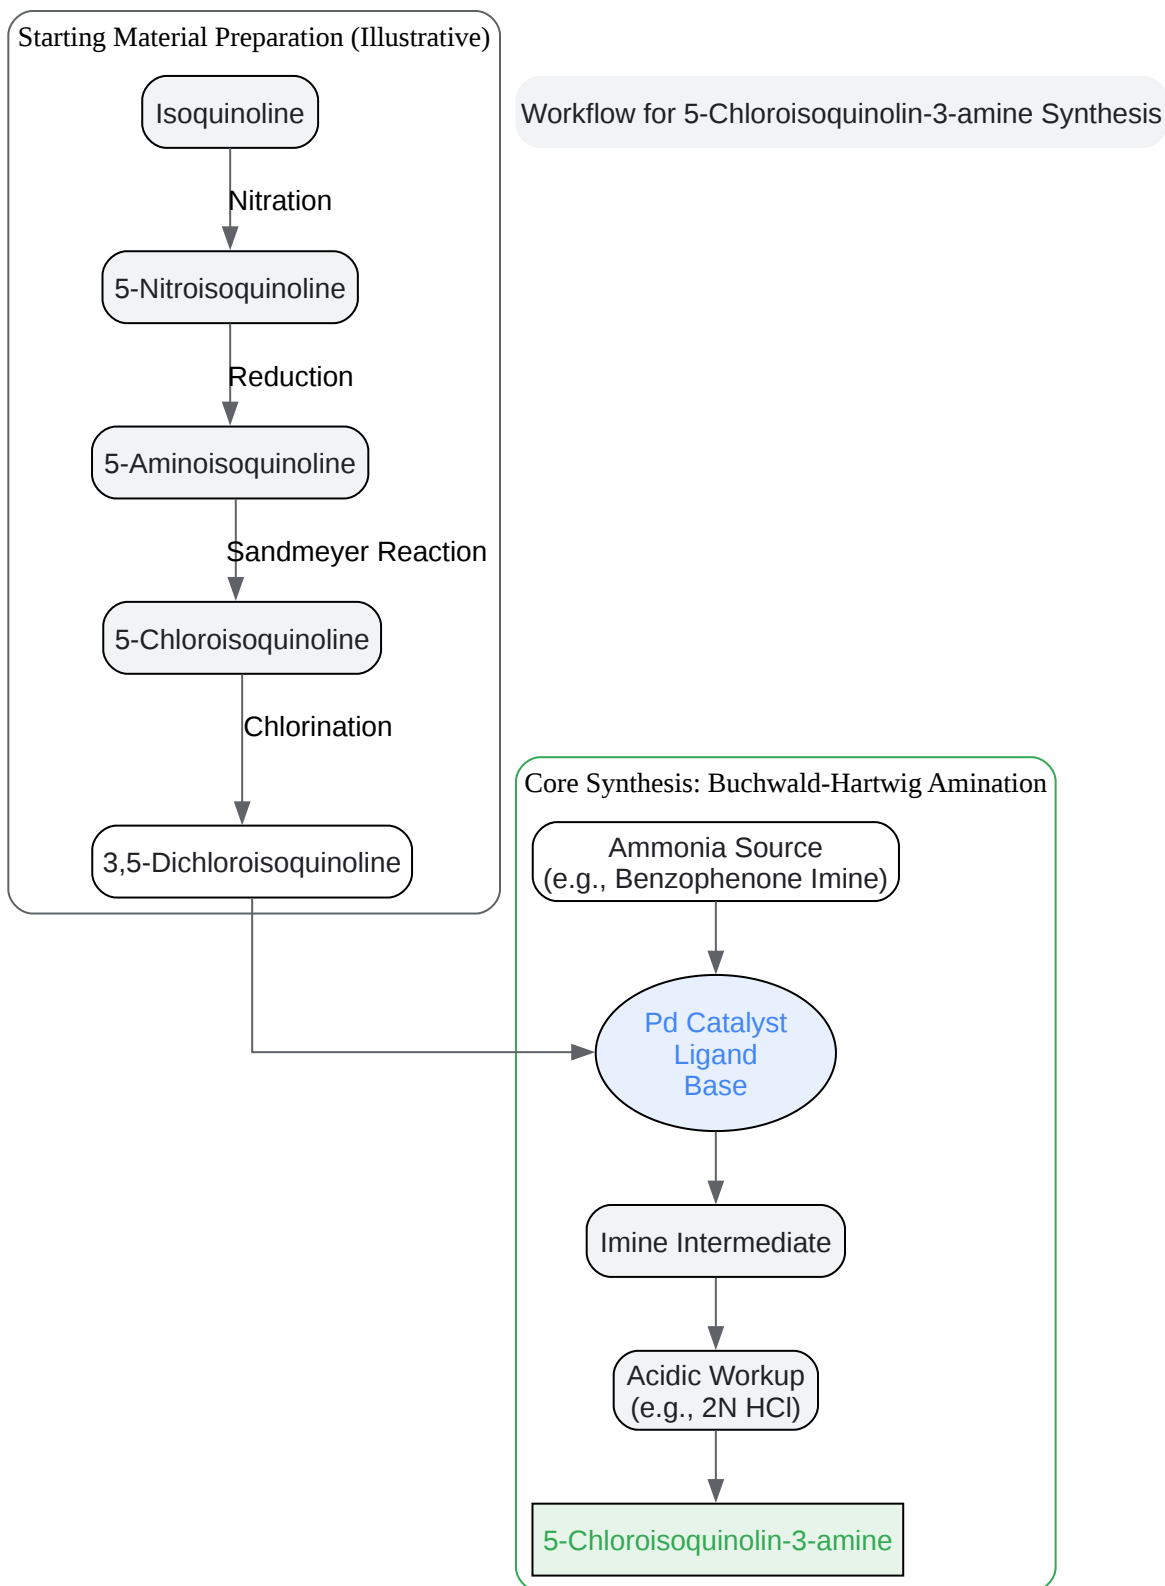 Starting Material Preparation (Illustrative)
Isoquinoline
Workflow for 5-Chloroisoquinolin-3-amine Synthesis
Nitration
5-Nitroisoquinoline
Reduction
5-Aminoisoquinoline
Sandmeyer Reaction
5-Chloroisoquinoline
Chlorination
3,5-Dichloroisoquinoline
Core Synthesis: Buchwald-Hartwig Amination
Ammonia Source
(e.g., Benzophenone Imine)
Pd Catalyst
Ligand
Base
Imine Intermediate
Acidic Workup
(e.g., 2N HCl)
5-Chloroisoquinolin-3-amine